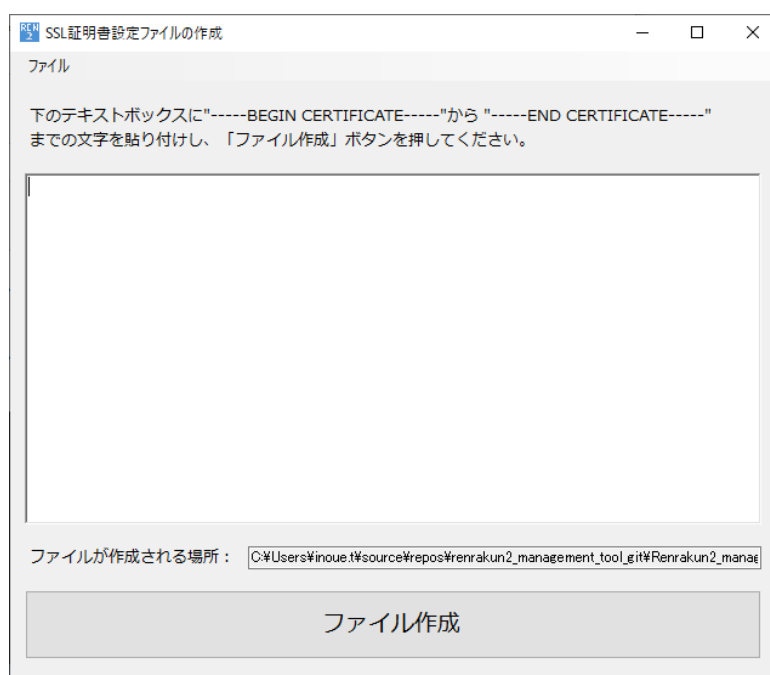 REN
2
SSL証明書設定ファイルの作成
ファイル
下のテキストボックスに"-----BEGIN CERTIFICATE-----"から "-----END CERTIFICATE-----"
までの文字を貼り付けし、「ファイル作成」ボタンを押してください。
ファイルが作成される場所： C:¥Users¥inoue.t¥source¥repos¥renrakun2_management_tool_git¥Renrakun2_manag
ファイル作成